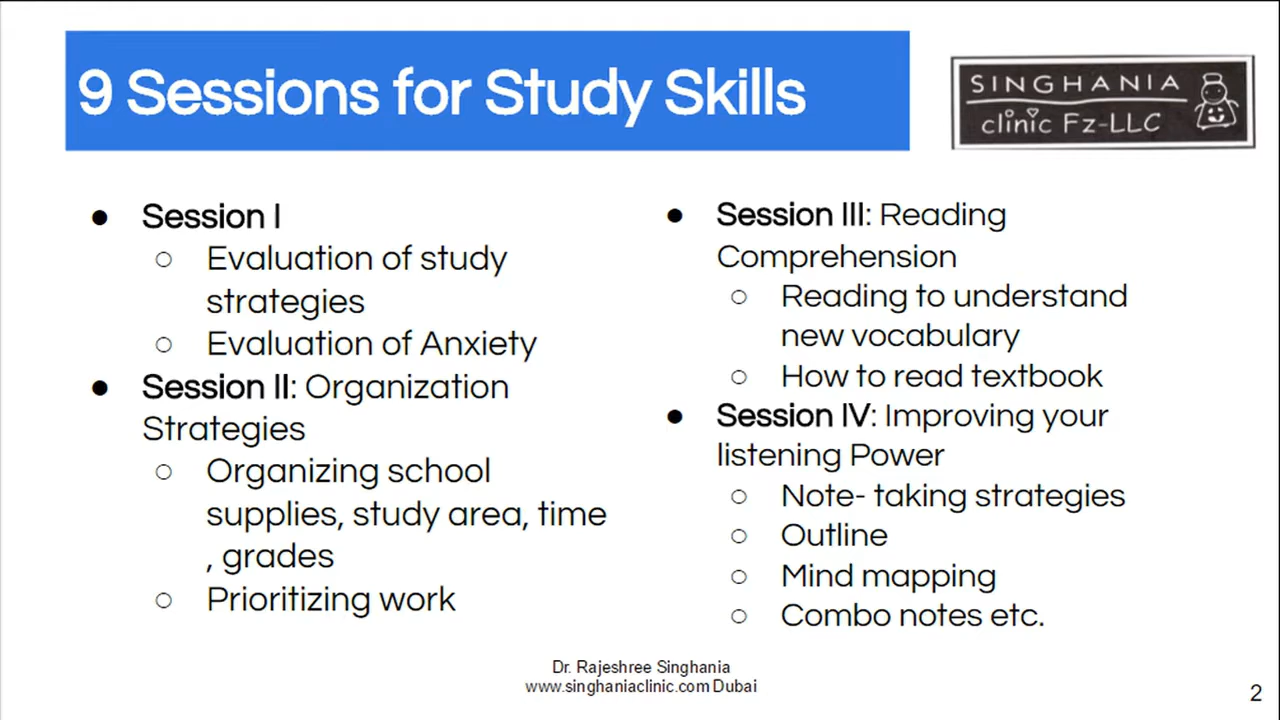 9 Sessions for Study Skills
SINGHANIA
clinic Fz-LLC
● Session I
○ Evaluation of study
strategies
○ Evaluation of Anxiety
● Session II: Organization
Strategies
○ Organizing school
supplies, study area, time
, grades
○ Prioritizing work
● Session III: Reading
Comprehension
○ Reading to understand
new vocabulary
○ How to read textbook
● Session IV: Improving your
listening Power
○ Note- taking strategies
○ Outline
○ Mind mapping
○ Combo notes etc.
Dr. Rajeshree Singhania
www.singhaniaclinic.com Dubai
2